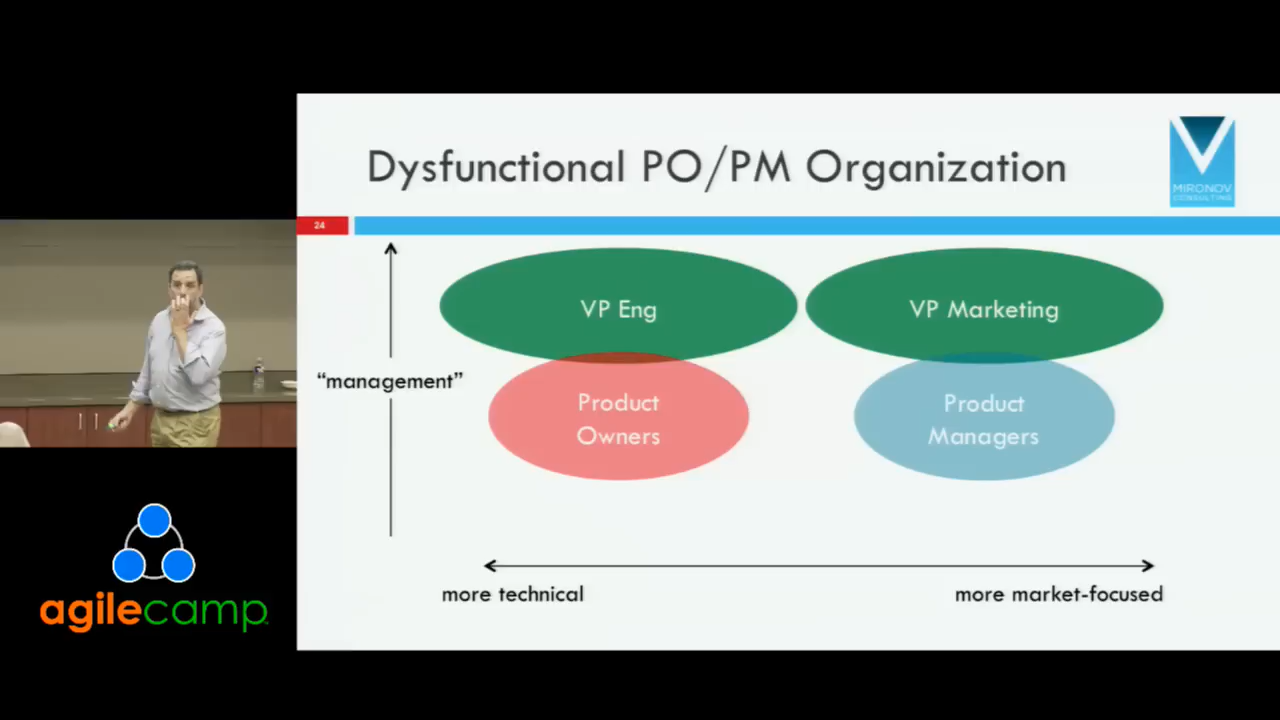 Dysfunctional PO/PM Organization
MIRONOV
CONSULTING
24
VP Eng
VP Marketing
"management"
Product
Owners
Product
Managers
more technical
more market-focused
agilecamp